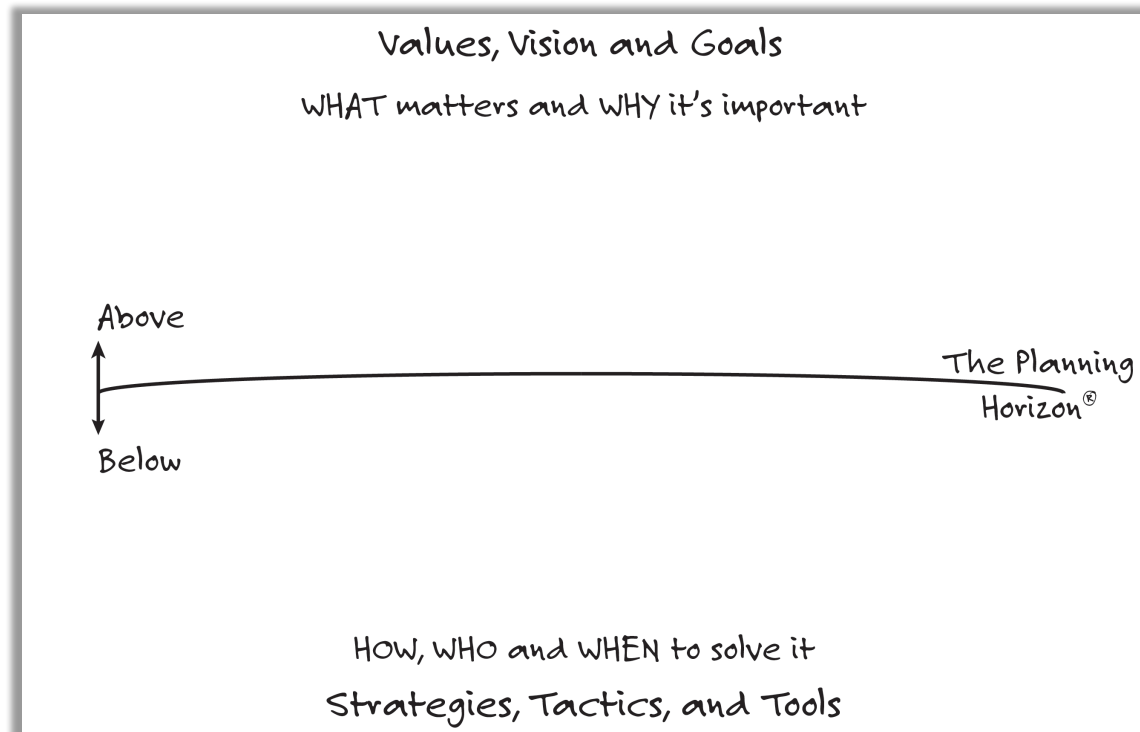 Values, Vision and Goals
WHAT matters and WHY it's important
Above
The Planning
Horizon®
Below
HOW, WHO and WHEN to solve it
Strategies, Tactics, and Tools